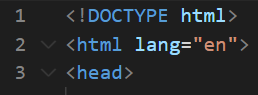 1 <!DOCTYPE html>
2 <html lang="en">
3 <head>